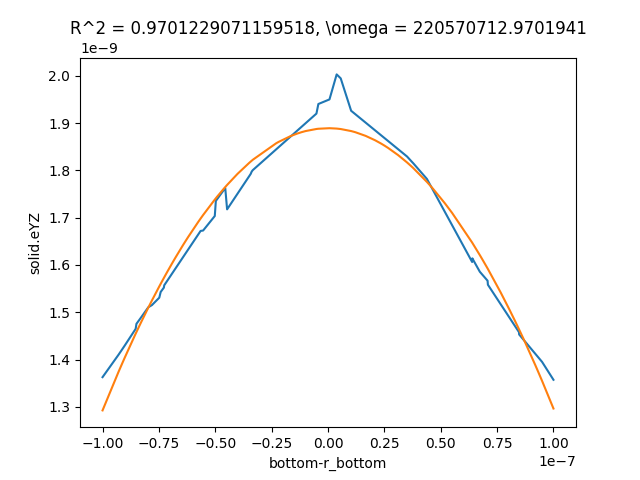 R^2 = 0.9701229071159518, \omega = 220570712.9701941
1e−9
2.0
1.9
1.8
1.7
1.6
1.5
1.4
1.3
solid.eYZ
−1.00 −0.75 −0.50 −0.25 0.00 0.25 0.50 0.75 1.00
bottom-r_bottom
1e−7